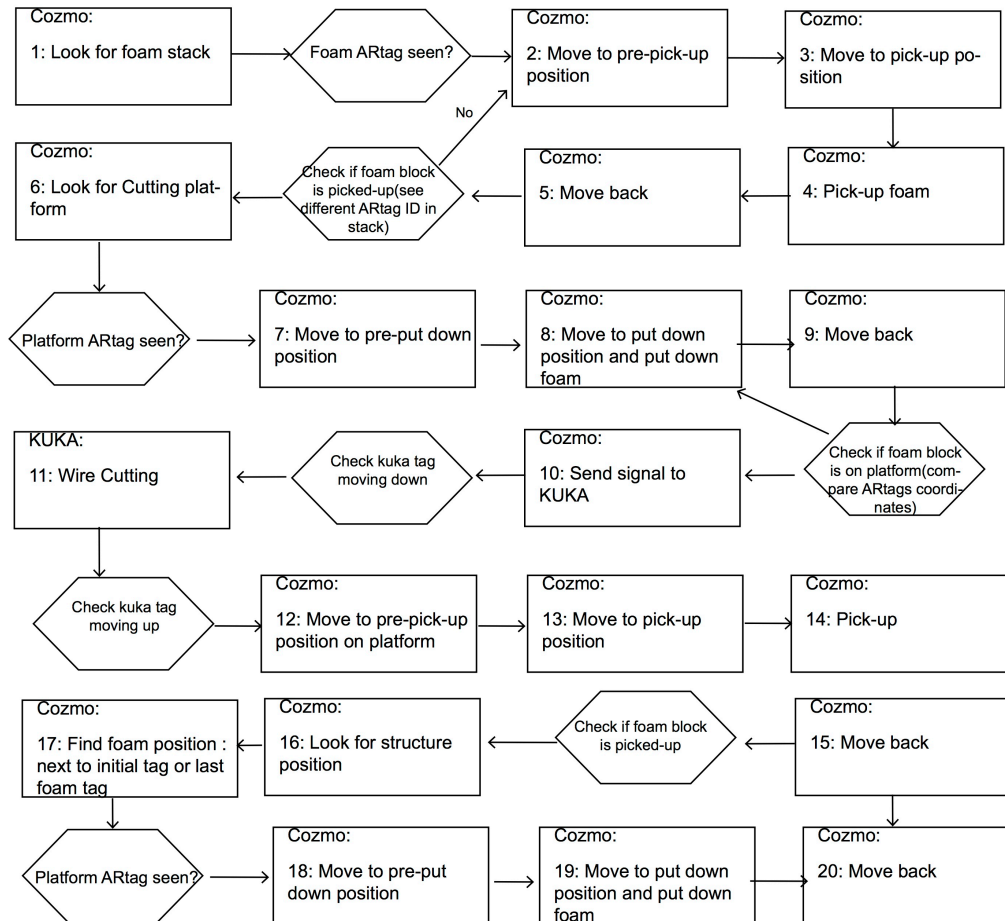 Cozmo:
1: Look for foam stack
Foam ARtag seen?
Cozmo:
2: Move to pre-pick-up
position
Cozmo:
3: Move to pick-up po-
sition
No
Cozmo:
6: Look for Cutting plat-
form
Check if foam block
is picked-up(see
different ARtag ID in
stack)
Cozmo:
5: Move back
Cozmo:
4: Pick-up foam
Platform ARtag seen?
Cozmo:
7: Move to pre-put down
position
Cozmo:
8: Move to put down
position and put down
foam
Cozmo:
9: Move back
KUKA:
11: Wire Cutting
Check kuka tag
moving down
Cozmo:
10: Send signal to
KUKA
Check if foam block
is on platform(com-
pare ARtags coordi-
nates)
Check kuka tag
moving up
Cozmo:
12: Move to pre-pick-up
position on platform
Cozmo:
13: Move to pick-up
position
Cozmo:
14: Pick-up
Cozmo:
17: Find foam position :
next to initial tag or last
foam tag
Cozmo:
16: Look for structure
position
Check if foam block
is picked-up
Cozmo:
15: Move back
Platform ARtag seen?
Cozmo:
18: Move to pre-put
down position
Cozmo:
19: Move to put down
position and put down
foam
Cozmo:
20: Move back